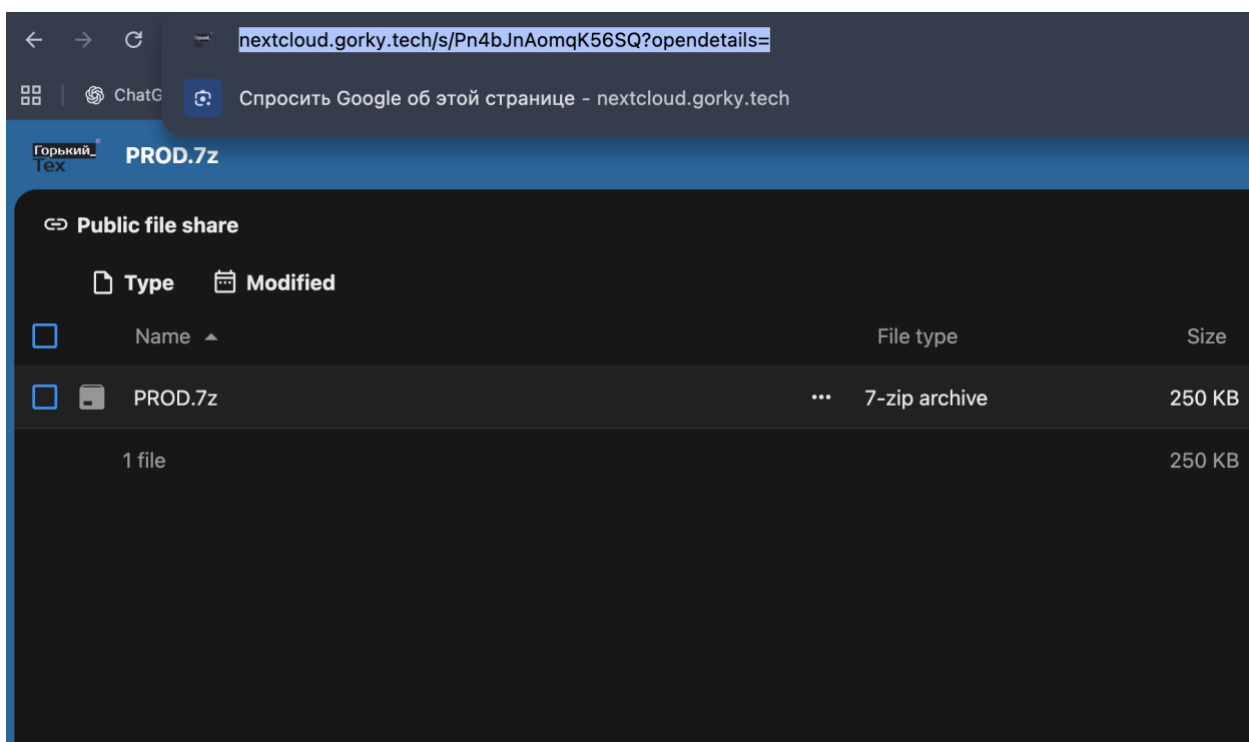 nextcloud.gorky.tech/s/Pn4bJnAomqK56SQ?opendetails=
ChatG
Спросить Google об этой странице - nextcloud.gorky.tech
Горький_
Тех
PROD.7z
Public file share
Type Modified
Name File type Size
PROD.7z ... 7-zip archive 250 KB
1 file 250 KB